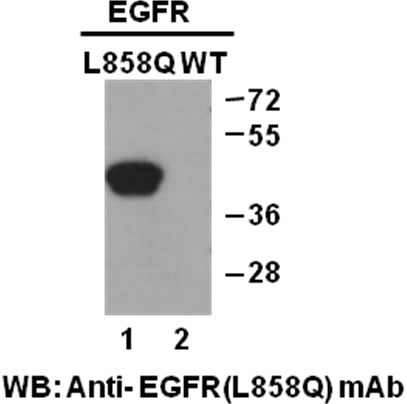 EGFR
L858Q WT
-72
-55
-36
-28
1 2
WB: Anti- EGFR(L858Q) mAb